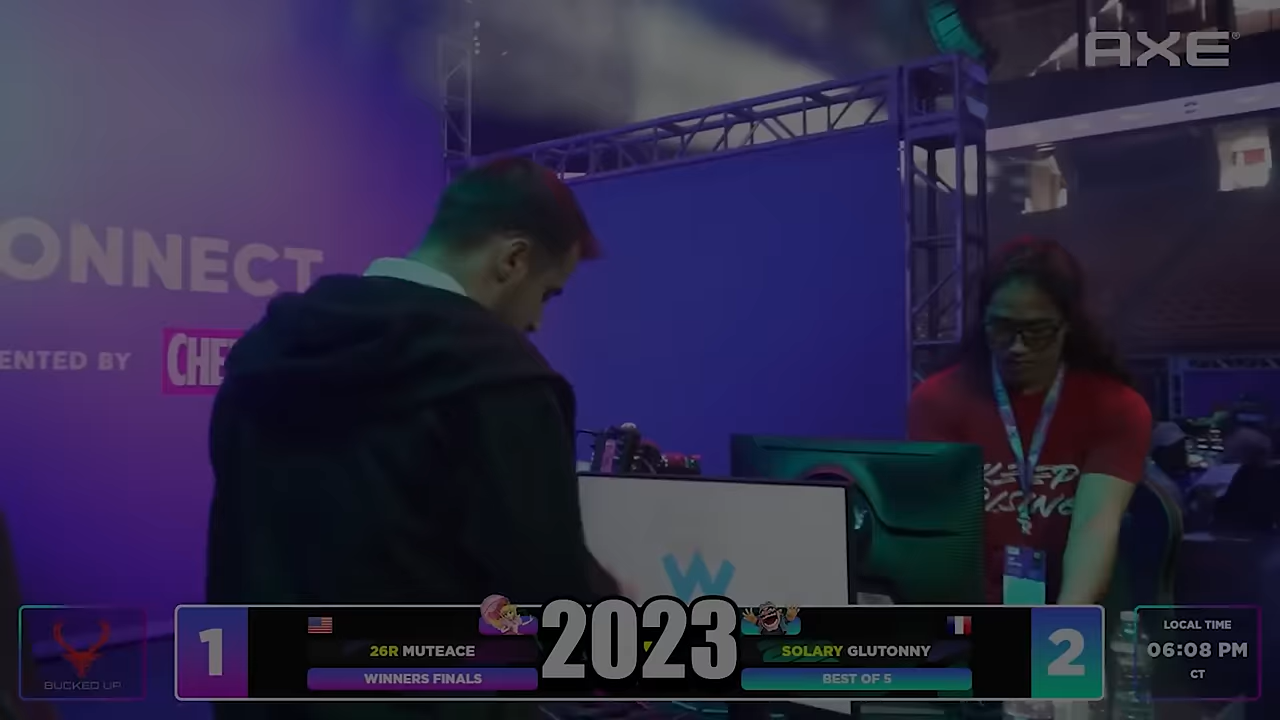 AXE
ONNECT
ENTED BY
CHE
KEEP
W
BUCKED UP
1
26R MUTEACE
WINNERS FINALS
2023
SOLARY GLUTONNY
BEST OF 5
2
LOCAL TIME
06:08 PM
CT